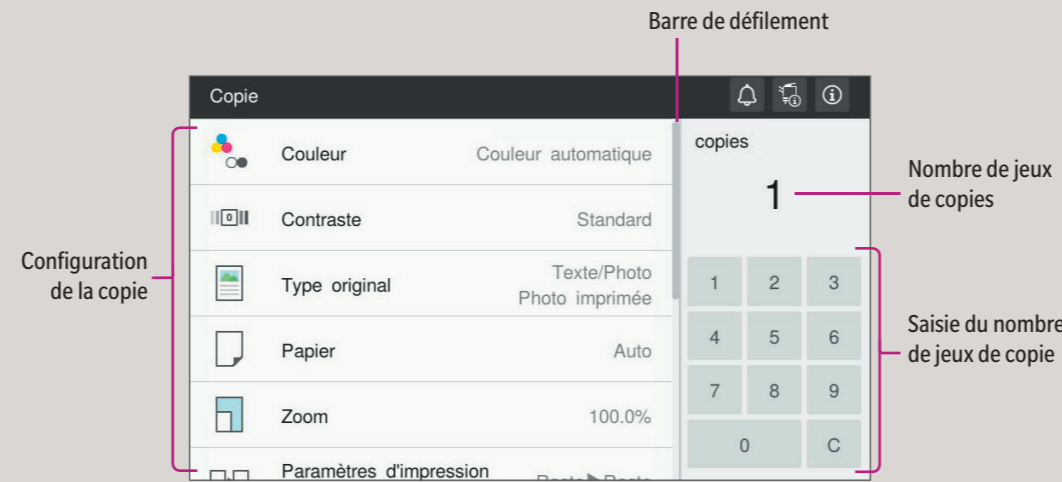 Barre de défilement
Copie
Couleur
Couleur automatique
copies
1
Nombre de jeux
de copies
Contraste
Standard
Configuration
de la copie
Type original
Texte/Photo
Photo imprimée
1 2 3
Saisie du nombre
de jeux de copie
Papier
Auto
4 5 6
7 8 9
Zoom
100.0%
0 C
Paramètres d'impression